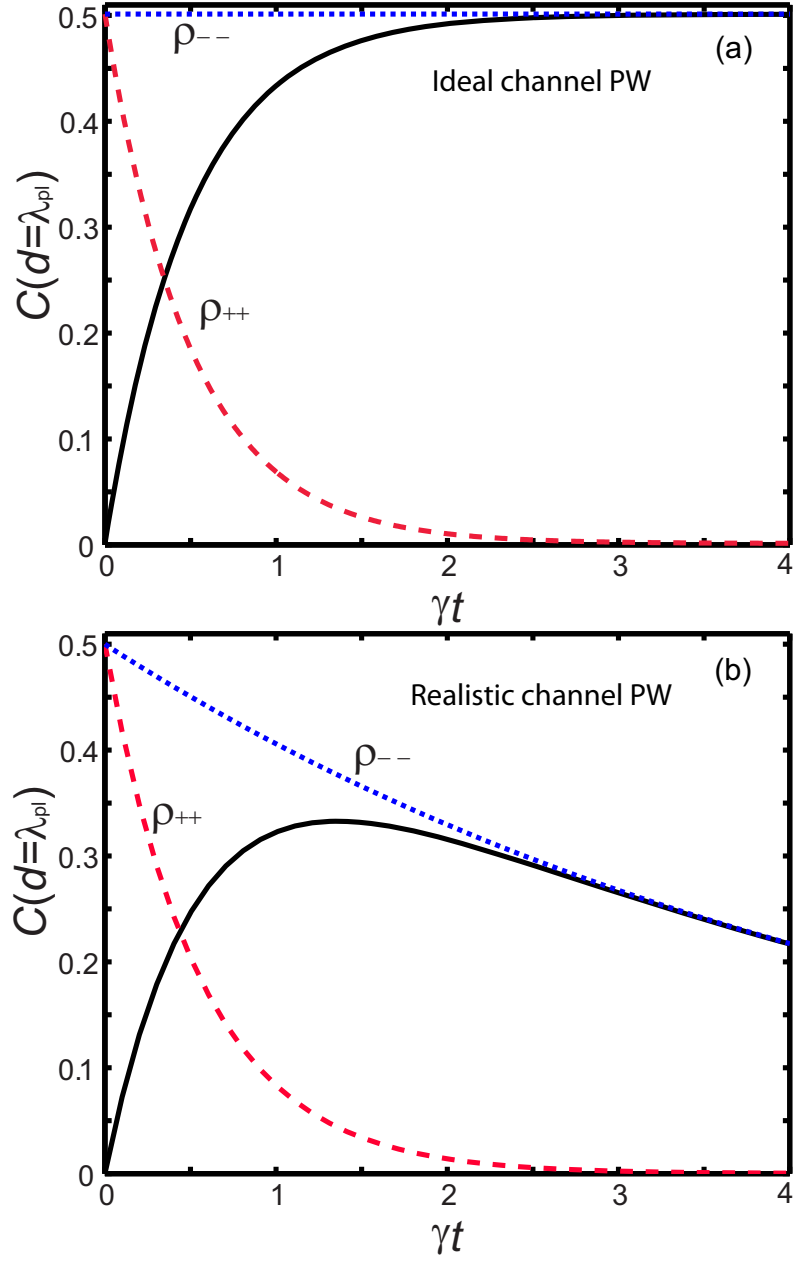 0.5
ρ−−
(a)
Ideal channel PW
0.4
0.3
C(d=λpl)
ρ++
0.2
0.1
0
0 1 2 3 4
γt
0.5
(b)
Realistic channel PW
0.4
ρ−−
ρ++
0.3
C(d=λpl)
0.2
0.1
0
0 1 2 3 4
γt